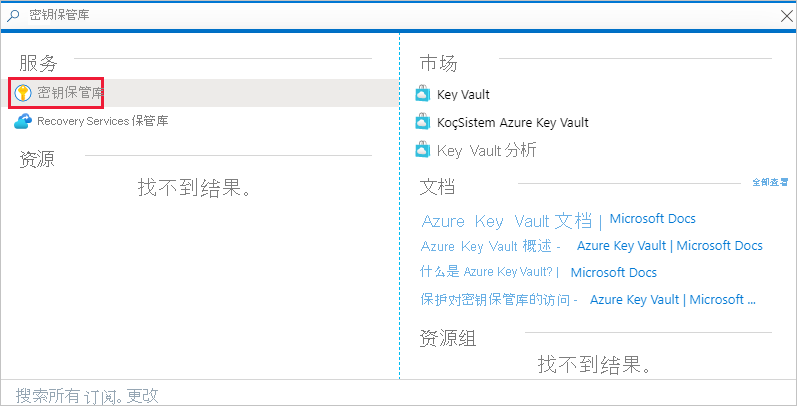 密钥保管库
服务
密钥保管库
Recovery Services 保管库
资源
找不到结果。
市场
Key Vault
KoçSistem Azure Key Vault
Key Vault 分析
文档
全部查看
Azure Key Vault 文档 | Microsoft Docs
Azure Key Vault 概述 - Azure Key Vault | Microsoft Docs
什么是 Azure Key Vault? | Microsoft Docs
保护对密钥保管库的访问 - Azure Key Vault | Microsoft ...
资源组
找不到结果。
搜索所有订阅。更改